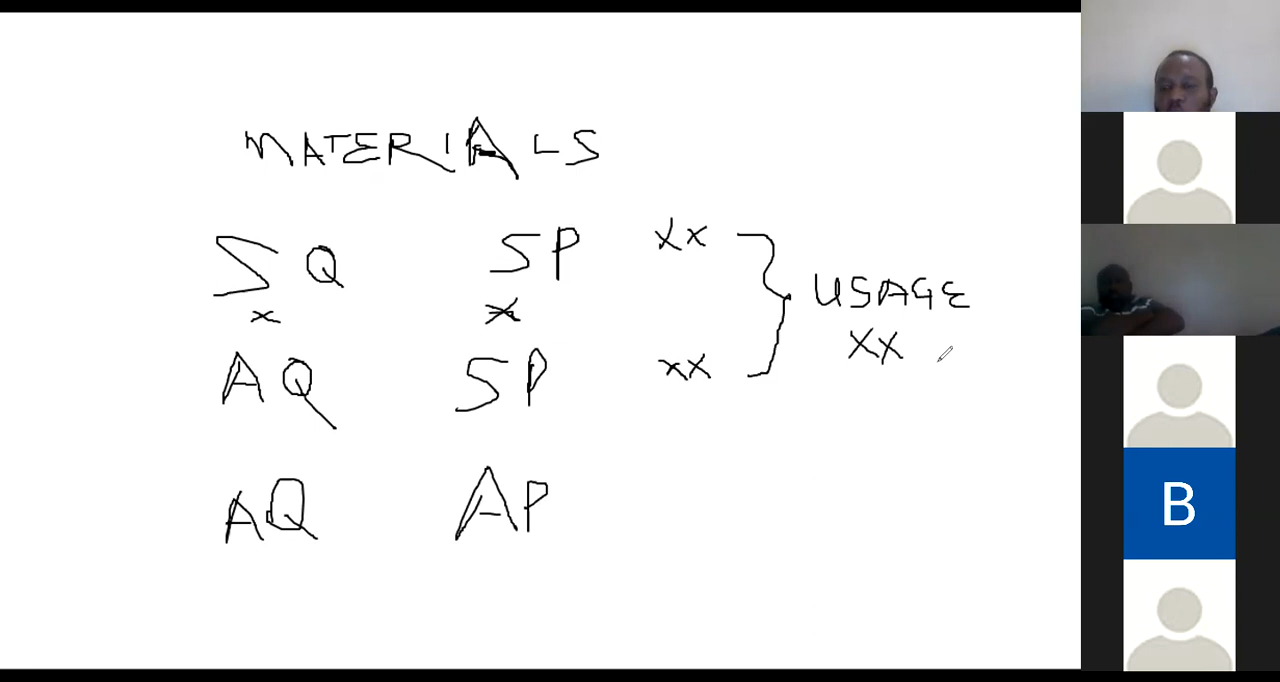 MATERIALS
SQ SP XX
x x
USAGE
XX
AQ SP XX
AQ AP
B